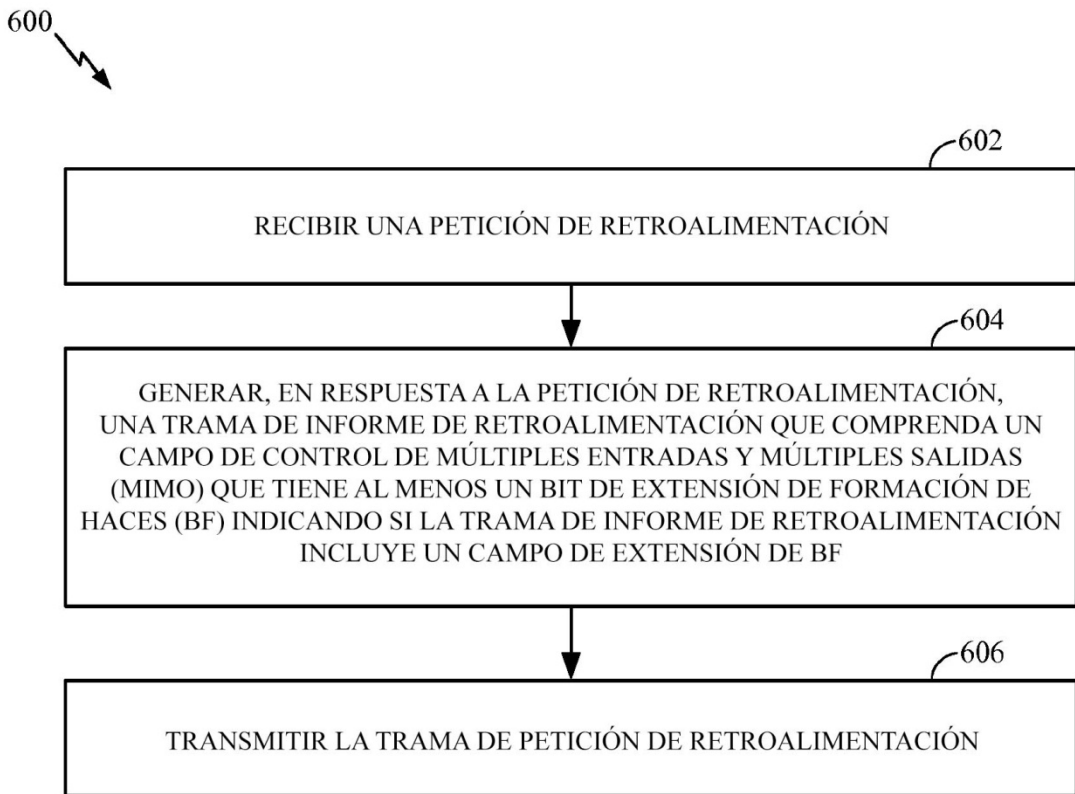 600
602
RECIBIR UNA PETICIÓN DE RETROALIMENTACIÓN
604
GENERAR, EN RESPUESTA A LA PETICIÓN DE RETROALIMENTACIÓN,
UNA TRAMA DE INFORME DE RETROALIMENTACIÓN QUE COMPRENDA UN
CAMPO DE CONTROL DE MÚLTIPLES ENTRADAS Y MÚLTIPLES SALIDAS
(MIMO) QUE TIENE AL MENOS UN BIT DE EXTENSIÓN DE FORMACIÓN DE
HACES (BF) INDICANDO SI LA TRAMA DE INFORME DE RETROALIMENTACIÓN
INCLUYE UN CAMPO DE EXTENSIÓN DE BF
606
TRANSMITIR LA TRAMA DE PETICIÓN DE RETROALIMENTACIÓN